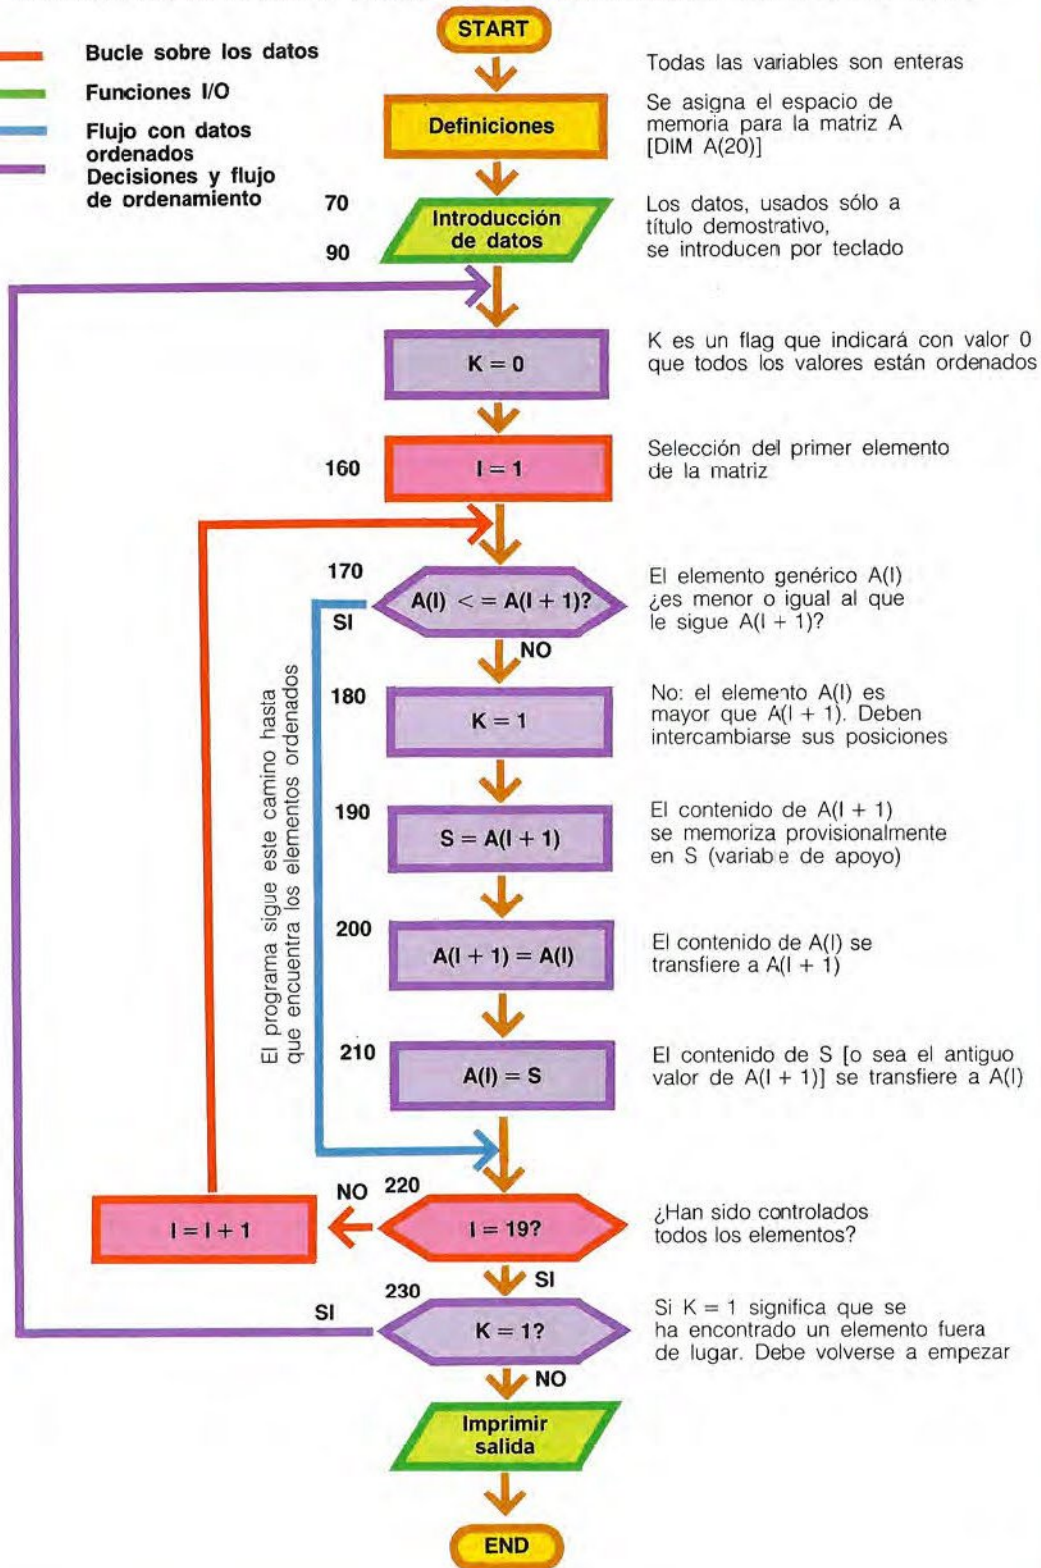 START
Bucle sobre los datos
Funciones I/O
Flujo con datos
ordenados
Decisiones y flujo
de ordenamiento
Todas las variables son enteras
Definiciones
Se asigna el espacio de
memoria para la matriz A
[DIM A(20)]
70
Introducción
de datos
90
Los datos, usados sólo a
título demostrativo,
se introducen por teclado
K = 0
K es un flag que indicará con valor 0
que todos los valores están ordenados
160
I = 1
Selección del primer elemento
de la matriz
170
A(I) < = A(I + 1)?
SI
NO
El elemento genérico A(I)
¿es menor o igual al que
le sigue A(I + 1)?
El programa sigue este camino hasta
que encuentra los elementos ordenados
180
K = 1
No: el elemento A(I) es
mayor que A(I + 1). Deben
intercambiarse sus posiciones
190
S = A(I + 1)
El contenido de A(I + 1)
se memoriza provisionalmente
en S (variable de apoyo)
200
A(I + 1) = A(I)
El contenido de A(I) se
transfiere a A(I + 1)
210
A(I) = S
El contenido de S [o sea el antiguo
valor de A(I + 1)] se transfiere a A(I)
I = I + 1
NO
220
I = 19?
SI
¿Han sido controlados
todos los elementos?
SI
230
K = 1?
NO
Si K = 1 significa que se
ha encontrado un elemento fuera
de lugar. Debe volverse a empezar
Imprimir
salida
END